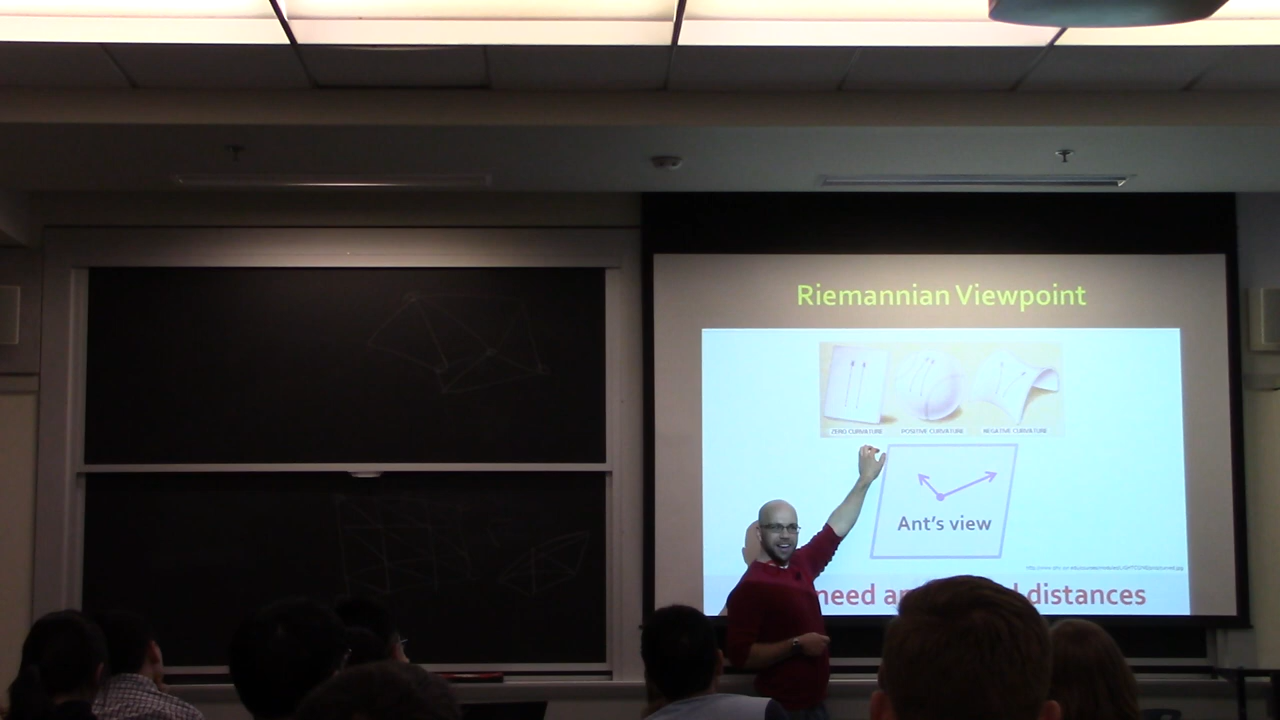 Riemannian Viewpoint
ZERO CURVATURE POSITIVE CURVATURE NEGATIVE CURVATURE
Ant's view
need distances